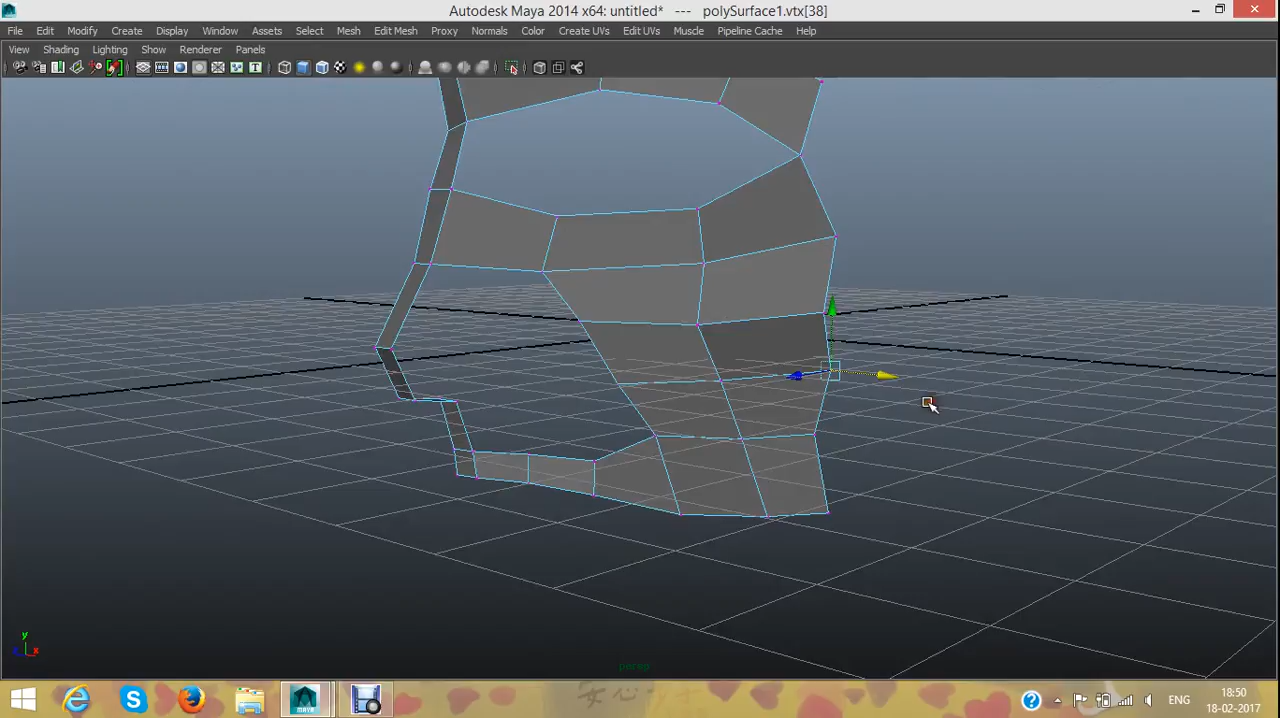 Autodesk Maya 2014 x64: untitled* --- polySurface1.vtx[38]
File Edit Modify Create Display Window Assets Select Mesh Edit Mesh Proxy Normals Color Create UVs Edit UVs Muscle Pipeline Cache Help
View Shading Lighting Show Renderer Panels
y
x
persp
MAYA
ENG
18:50
18-02-2017